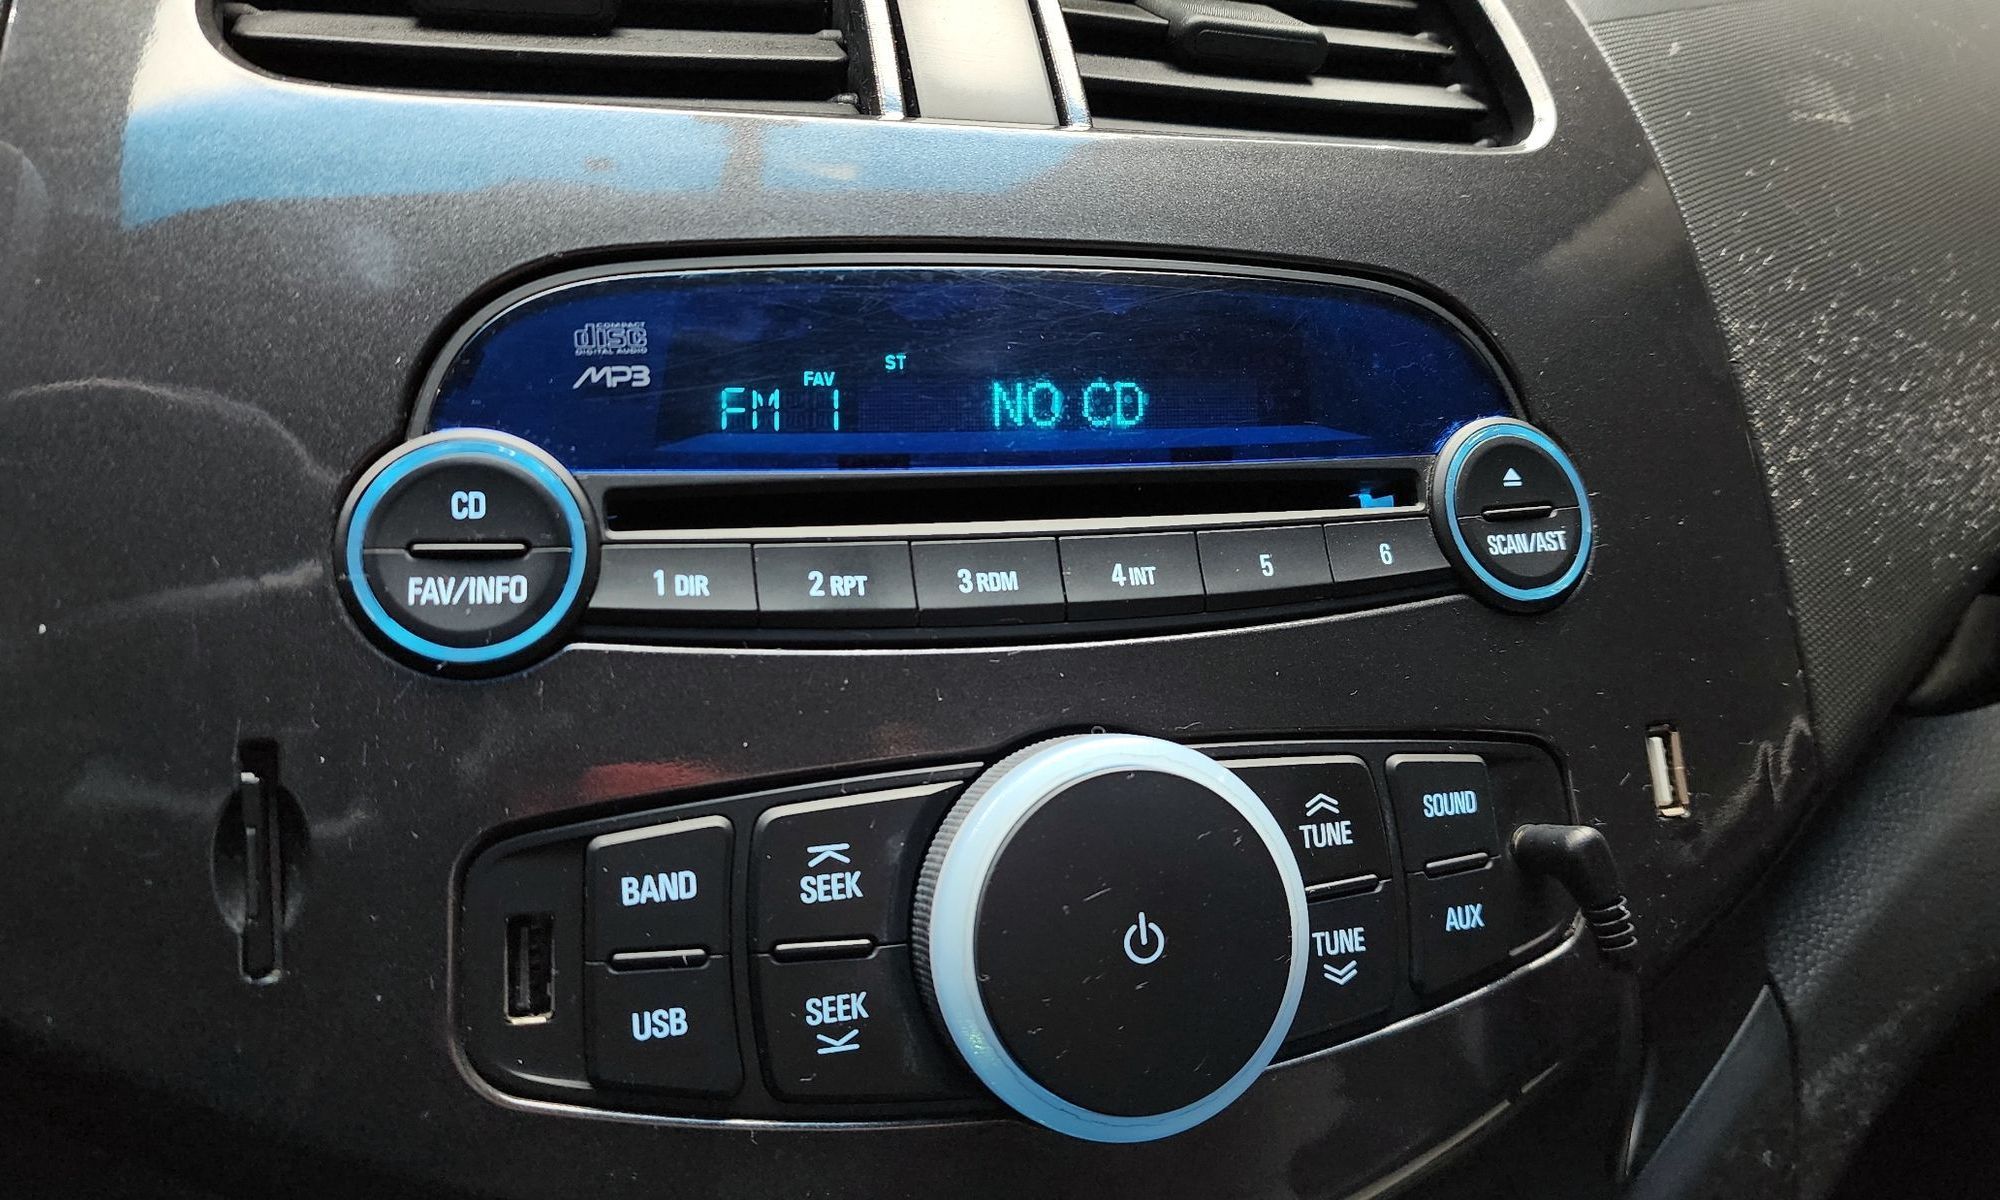 COMPACT
disc
DIGITAL AUDIO
MP3
ST
FAV
FM 1 NO CD
CD
FAV/INFO
1 DIR
2 RPT
3 RDM
4 INT
5
6
SCAN/AST
BAND
USB
SEEK
SEEK
TUNE
TUNE
SOUND
AUX